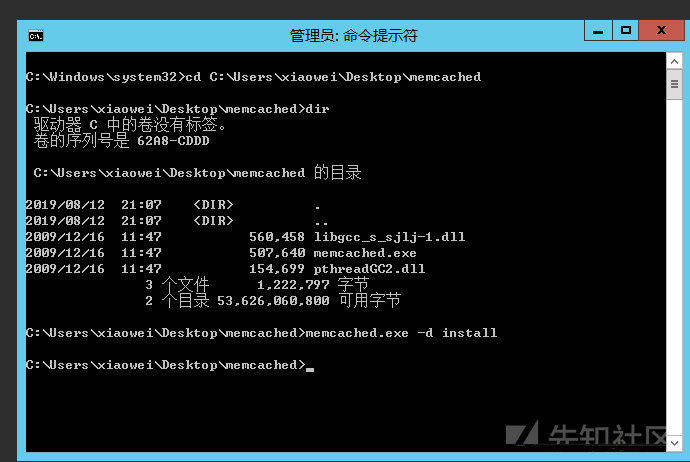 管理员: 命令提示符
C:\Windows\system32>cd C:\Users\xiaowei\Desktop\memcached
C:\Users\xiaowei\Desktop\memcached>dir
驱动器 C 中的卷没有标签。
卷的序列号是 62A8-CDDD
C:\Users\xiaowei\Desktop\memcached 的目录
2019/08/12  21:07    <DIR>          .
2019/08/12  21:07    <DIR>          ..
2009/12/16  11:47           560,458 libgcc_s_sjlj-1.dll
2009/12/16  11:47           507,640 memcached.exe
2009/12/16  11:47           154,699 pthreadGC2.dll
3 个文件      1,222,797 字节
2 个目录 53,626,060,800 可用字节
C:\Users\xiaowei\Desktop\memcached>memcached.exe -d install
C:\Users\xiaowei\Desktop\memcached>
先知社区